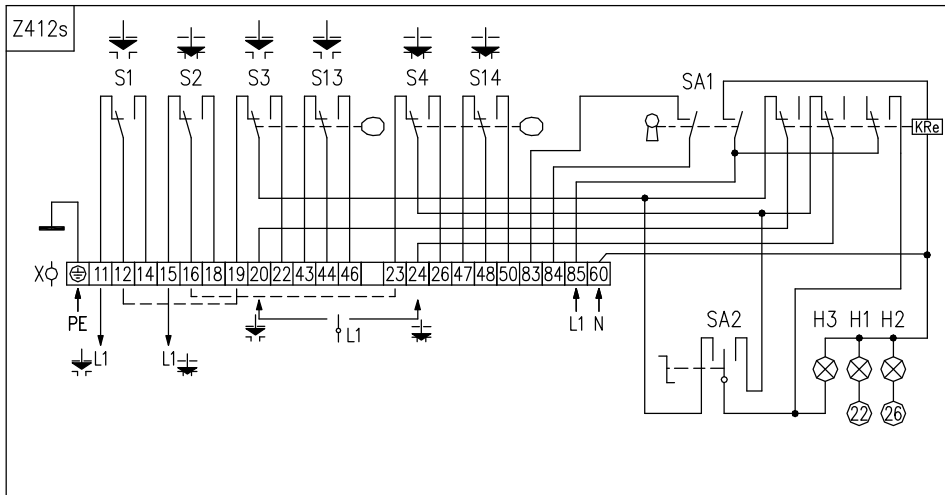 Z412s
S1 S2 S3 S13 S4 S14 SA1
KRe
X 11 12 14 15 16 18 19 20 22 43 44 46 23 24 26 47 48 50 83 84 85 60
PE L1 L1 L1 L1 N
SA2 H3 H1 H2
22 26